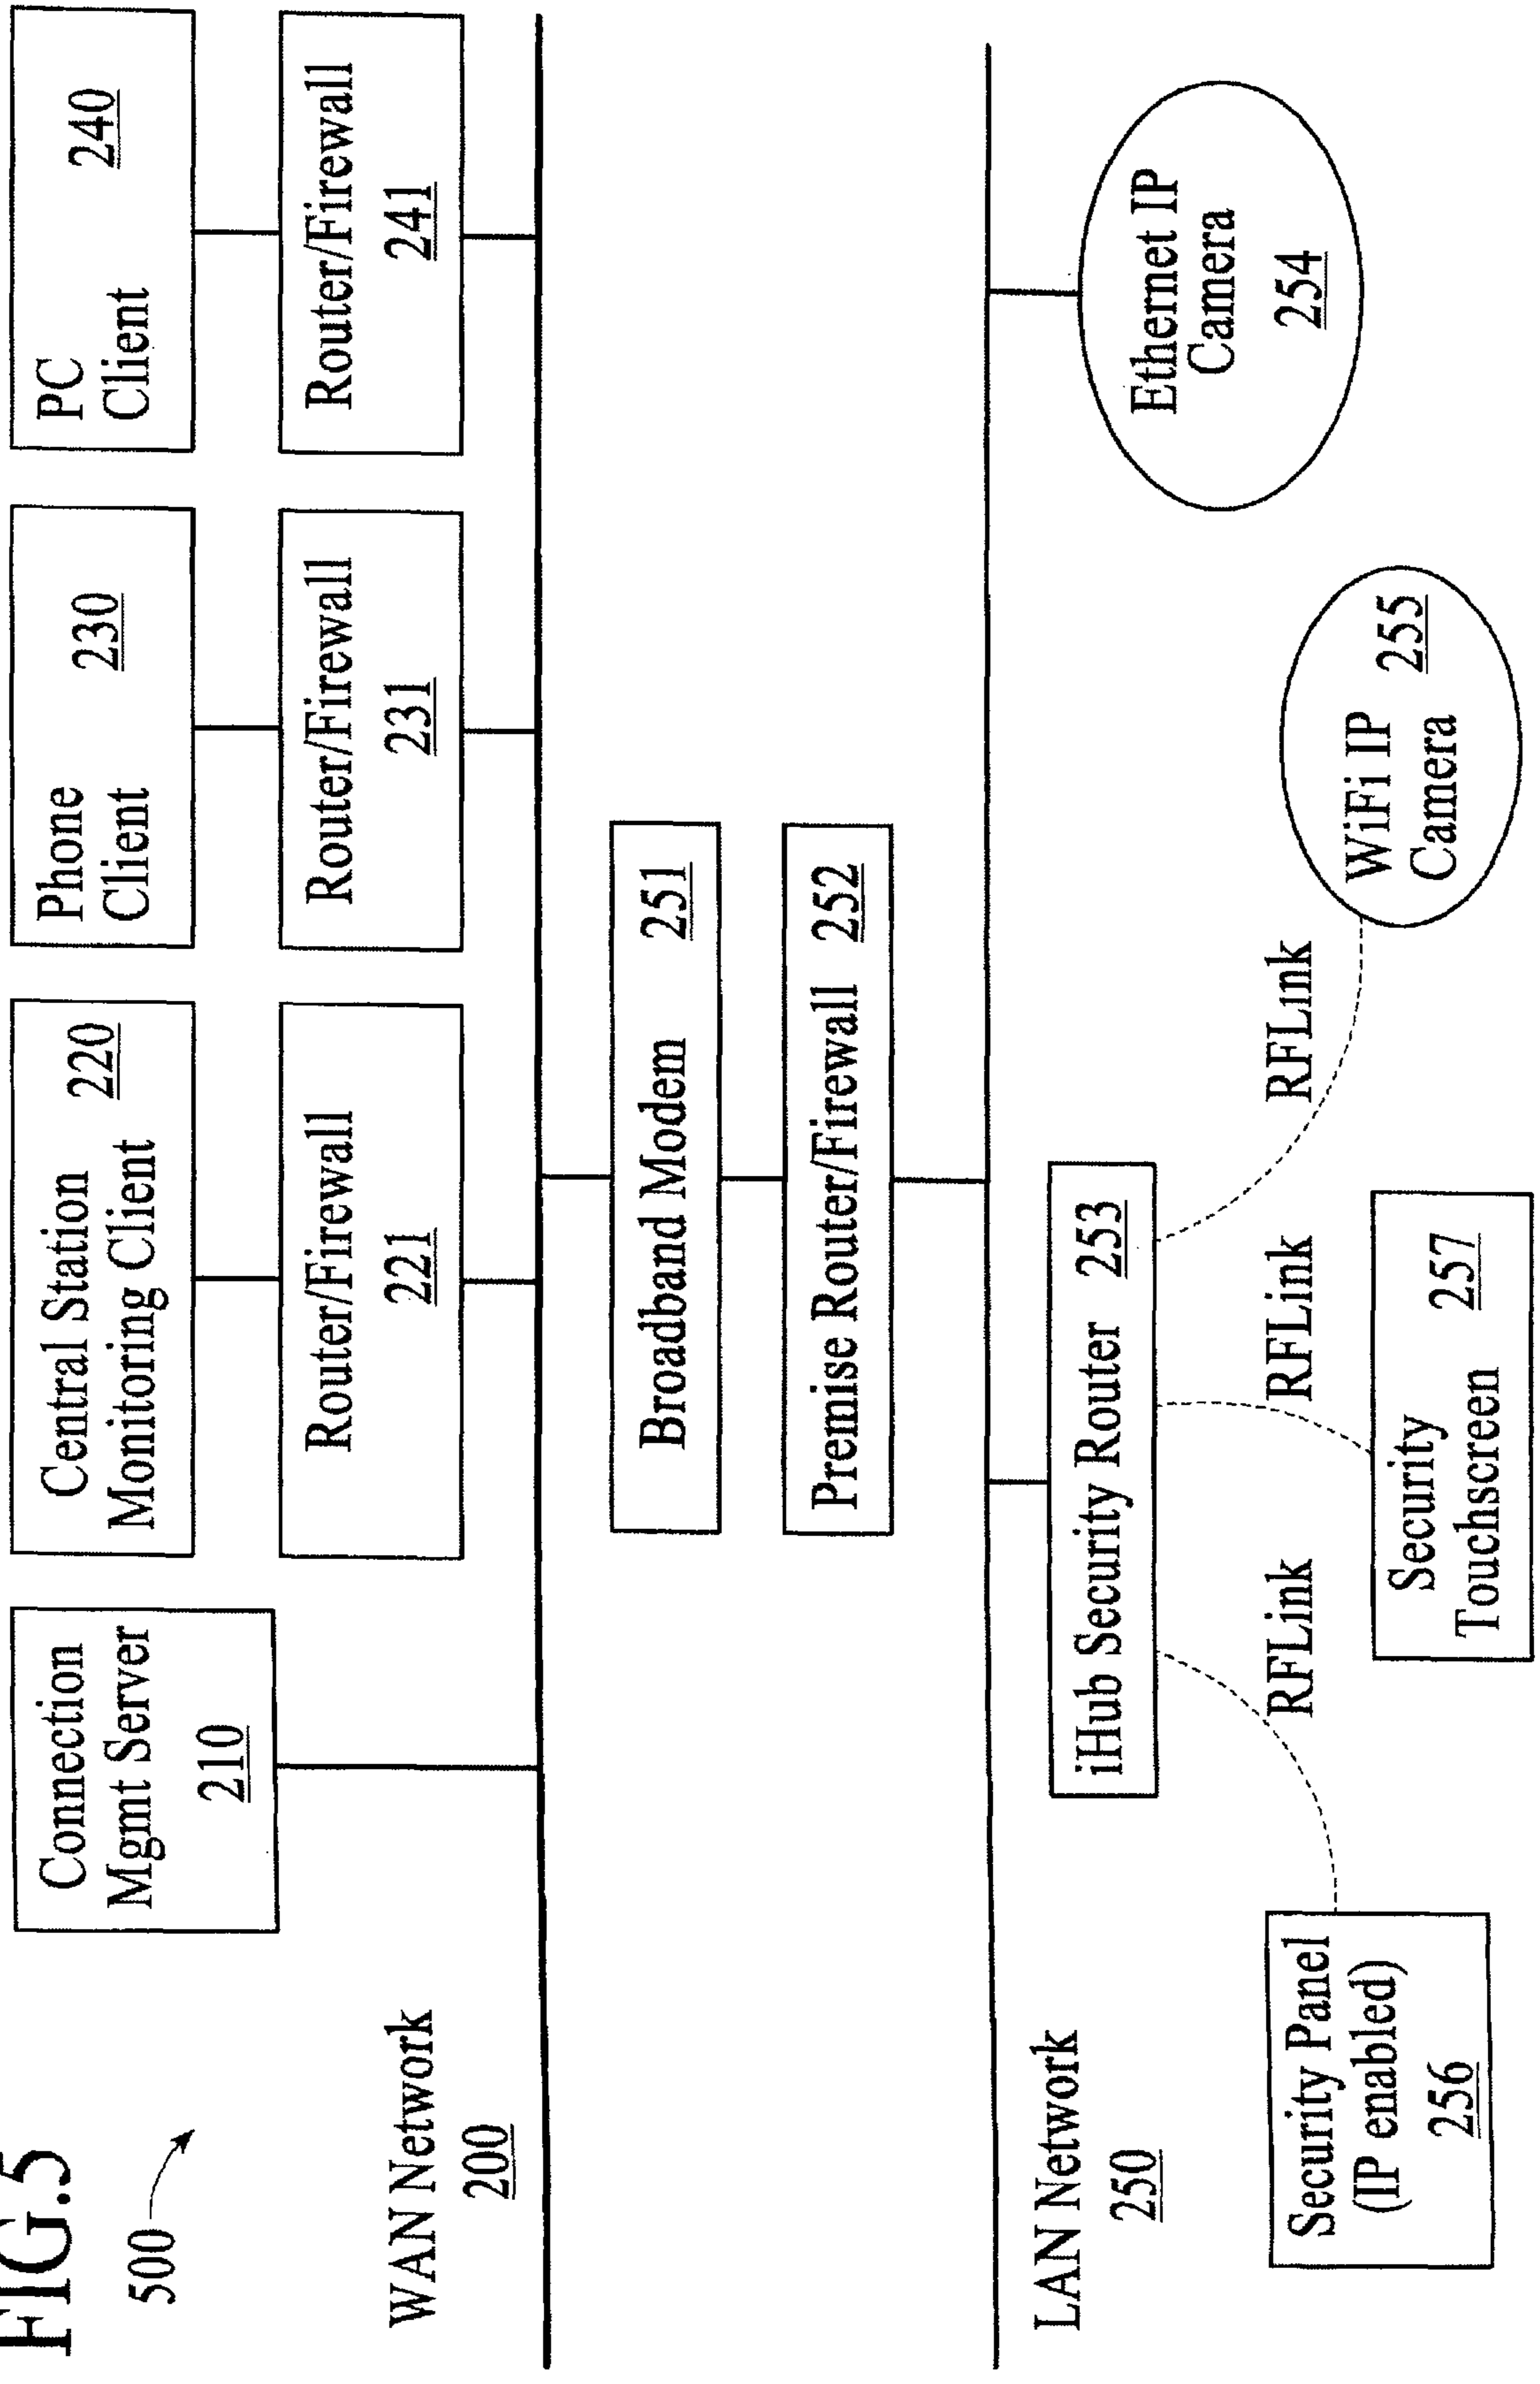 FIG.5
500
Connection
Mgmt Server
210
Central Station
Monitoring Client
220
Phone
Client
230
PC
Client
240
Router/Firewall
221
Router/Firewall
231
Router/Firewall
241
WAN Network
200
Broadband Modem 251
Premise Router/Firewall 252
LAN Network
250
iHub Security Router 253
Ethernet IP
Camera
254
RFLink
RFLink
RFLink
Security Panel
(IP enabled)
256
Security
Touchscreen
257
WiFi IP
Camera
255